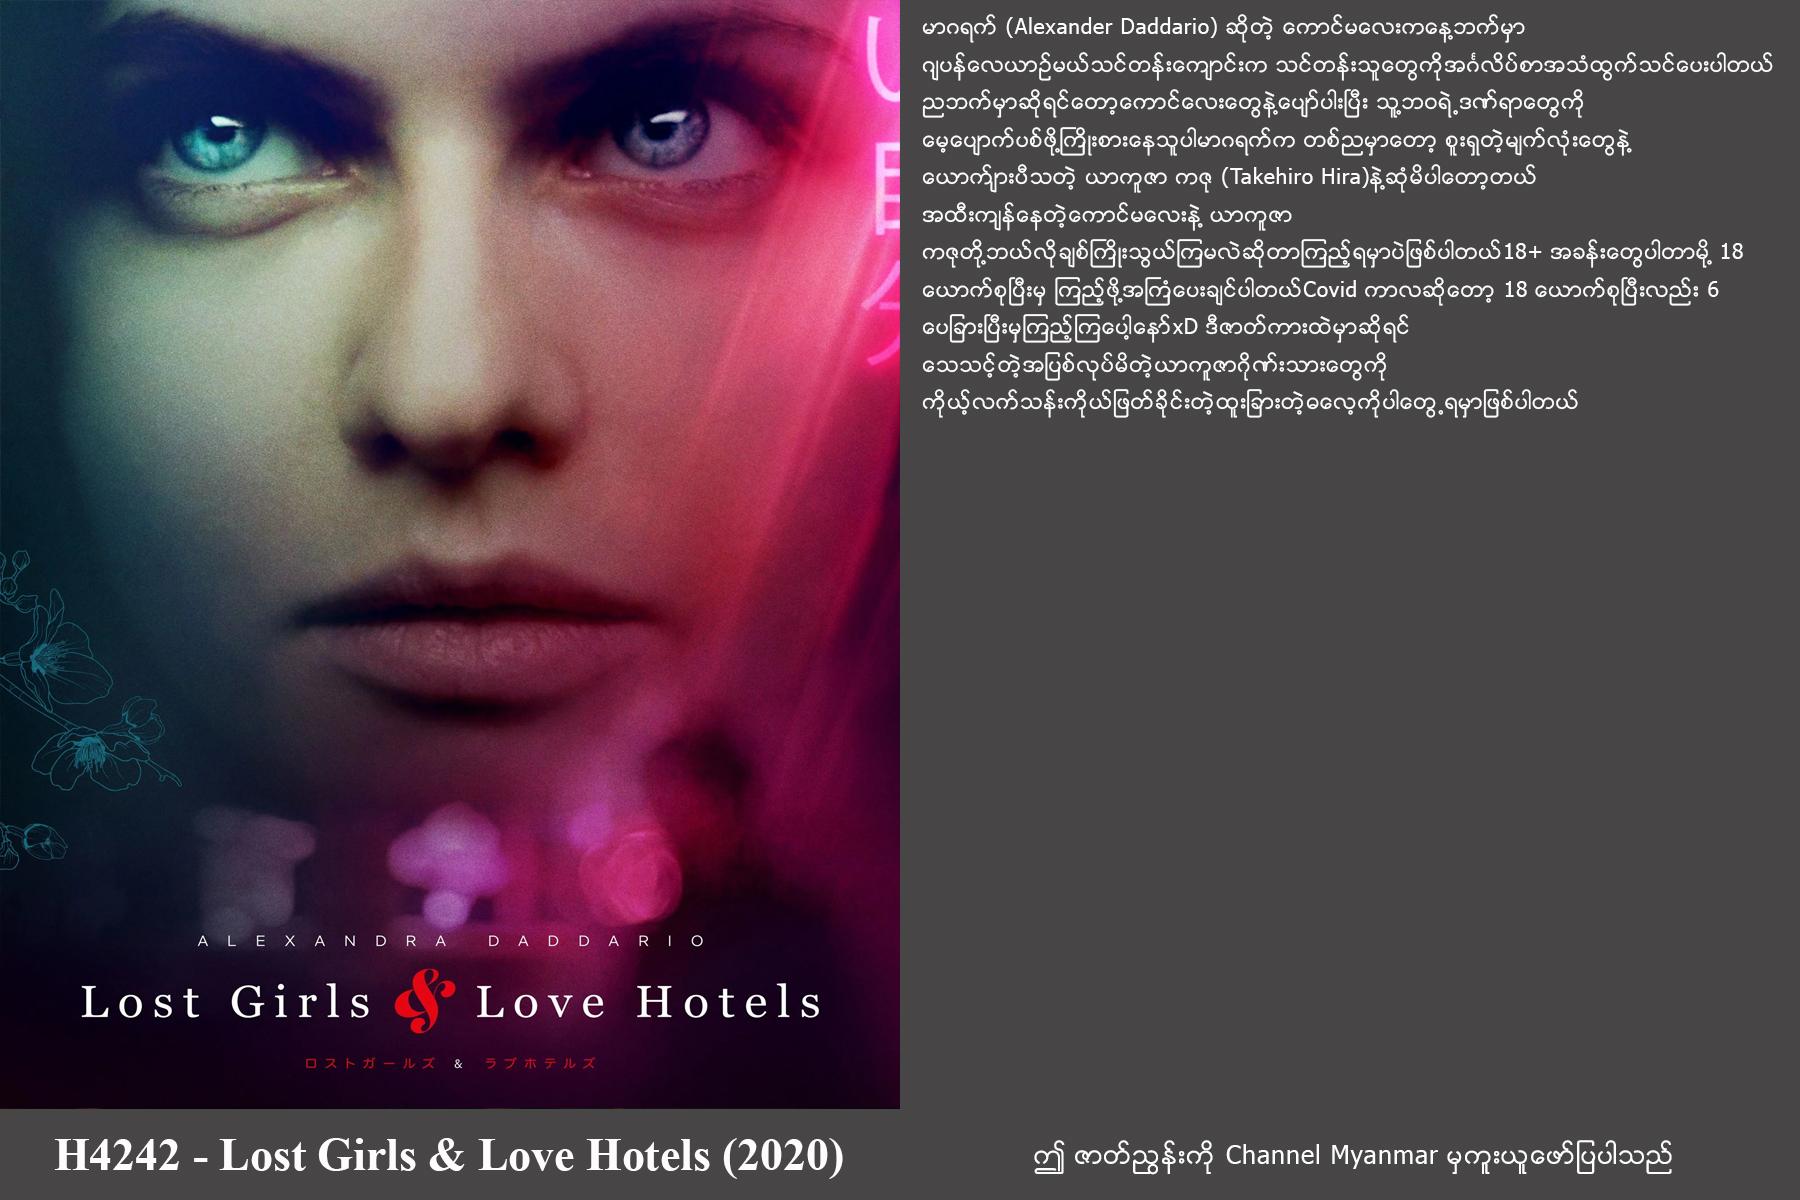 မာဂရက် (Alexander Daddario) ဆိုတဲ့ ကောင်မလေးကနေ့ဘက်မှာ
ဂျပန်လေယာဉ်မယ်သင်တန်းကျောင်းက သင်တန်းသူတွေကိုအင်္ဂလိပ်စာအသံထွက်သင်ပေးပါတယ်
ညဘက်မှာဆိုရင်တော့ကောင်လေးတွေနဲ့ပျော်ပါးပြီး သူ့ဘဝရဲ့ဒဏ်ရာတွေကို
မေ့ပျောက်ပစ်ဖို့ကြိုးစားနေသူပါမာဂရက်က တစ်ညမှာတော့ စူးရှတဲ့မျက်လုံးတွေနဲ့
ယောက်ျားပီသတဲ့ ယာကူဇာ ကဇု (Takehiro Hira)နဲ့ဆုံမိပါတော့တယ်
အထီးကျန်နေတဲ့ကောင်မလေးနဲ့ ယာကူဇာ
ကဇုတို့ဘယ်လိုချစ်ကြိုးသွယ်ကြမလဲဆိုတာကြည့်ရမှာပဲဖြစ်ပါတယ်18+ အခန်းတွေပါတာမို့ 18
ယောက်စုပြီးမှ ကြည့်ဖို့အကြံပေးချင်ပါတယ်Covid ကာလဆိုတော့ 18 ယောက်စုပြီးလည်း 6
ပေခြားပြီးမှကြည့်ကြပေါ့နော်xD ဒီဇာတ်ကားထဲမှာဆိုရင်
သေသင့်တဲ့အပြစ်လုပ်မိတဲ့ယာကူဇာဂိုဏ်းသားတွေကို
ကိုယ့်လက်သန်းကိုယ်ဖြတ်ခိုင်းတဲ့ထူးခြားတဲ့ဓလေ့ကိုပါတွေ့ရမှာဖြစ်ပါတယ်
ALEXANDRA DADDARIO
Lost Girls & Love Hotels
ロストガールズ & ラブホテルズ
H4242 - Lost Girls & Love Hotels (2020)
ဤ ဇာတ်ညွှန်းကို Channel Myanmar မှကူးယူဖော်ပြပါသည်